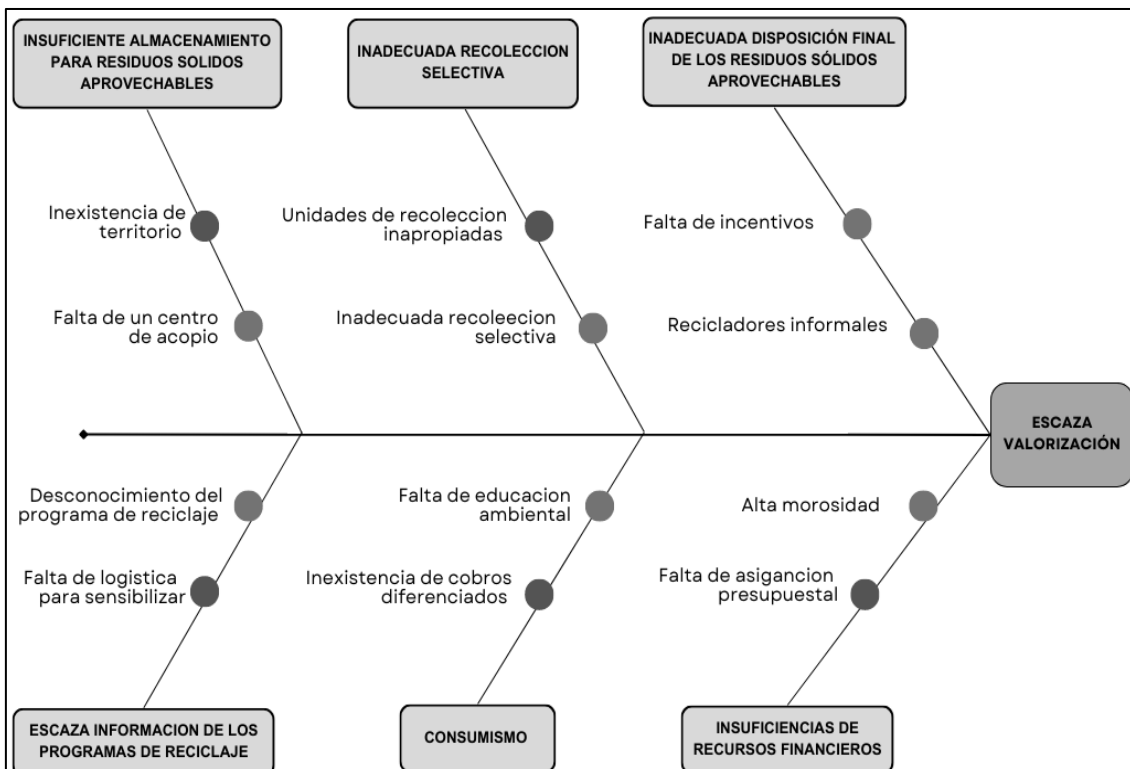 INSUFICIENTE ALMACENAMIENTO
PARA RESIDUOS SOLIDOS
APROVECHABLES
INADECUADA RECOLECCION
SELECTIVA
INADECUADA DISPOSICIÓN FINAL
DE LOS RESIDUOS SÓLIDOS
APROVECHABLES
Inexistencia de
territorio
Unidades de recoleccion
inapropiadas
Falta de incentivos
Falta de un centro
de acopio
Inadecuada recoleecion
selectiva
Recicladores informales
ESCAZA
VALORIZACIÓN
Desconocimiento del
programa de reciclaje
Falta de educacion
ambiental
Alta morosidad
Falta de logistica
para sensibilizar
Inexistencia de cobros
diferenciados
Falta de asigancion
presupuestal
ESCAZA INFORMACION DE LOS
PROGRAMAS DE RECICLAJE
CONSUMISMO
INSUFICIENCIAS DE
RECURSOS FINANCIEROS